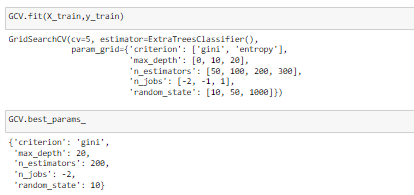 GCV.fit(X_train,y_train)
GridSearchCV(cv=5, estimator=ExtraTreesClassifier(),
param_grid={'criterion': ['gini', 'entropy'],
'max_depth': [0, 10, 20],
'n_estimators': [50, 100, 200, 300],
'n_jobs': [-2, -1, 1],
'random_state': [10, 50, 1000]})
GCV.best_params_
{'criterion': 'gini',
'max_depth': 20,
'n_estimators': 200,
'n_jobs': -2,
'random_state': 10}